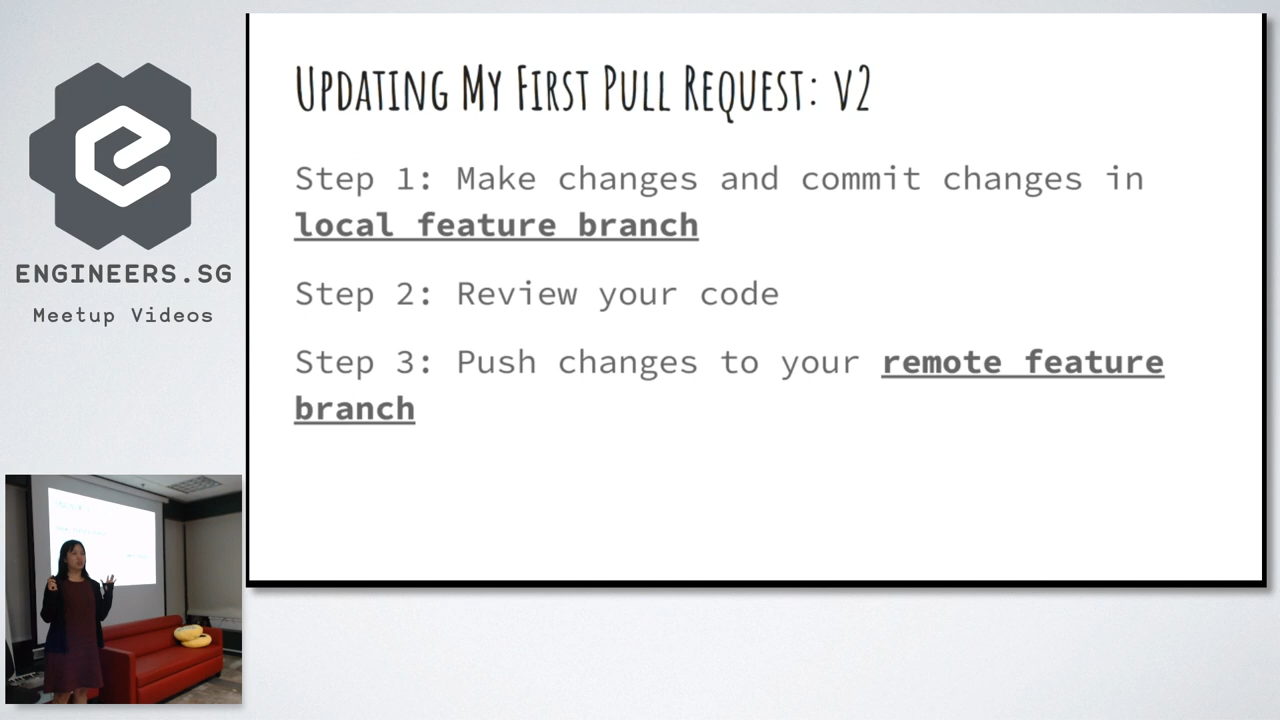 UPDATING MY FIRST PULL REQUEST: V2
Step 1: Make changes and commit changes in
local feature branch
Step 2: Review your code
Step 3: Push changes to your remote feature
branch
ENGINEERS.SG
Meetup Videos